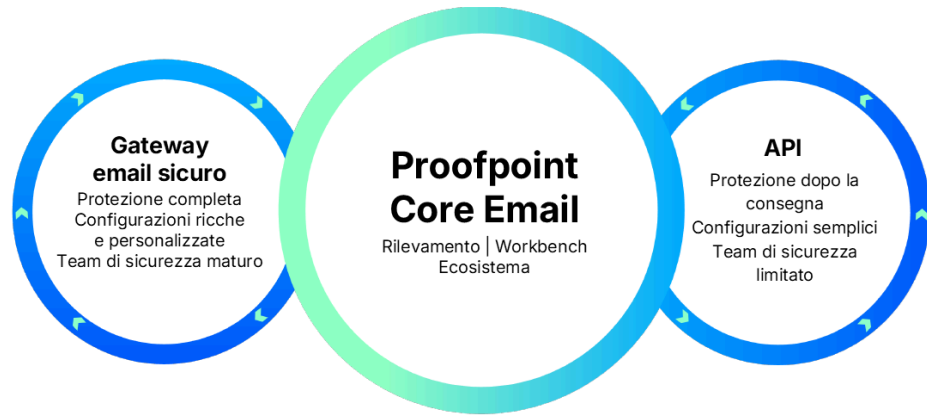 Gateway
email sicuro
Protezione completa
Configurazioni ricche
e personalizzate
Team di sicurezza maturo
Proofpoint
Core Email
Rilevamento | Workbench
Ecosistema
API
Protezione dopo la
consegna
Configurazioni semplici
Team di sicurezza
limitato